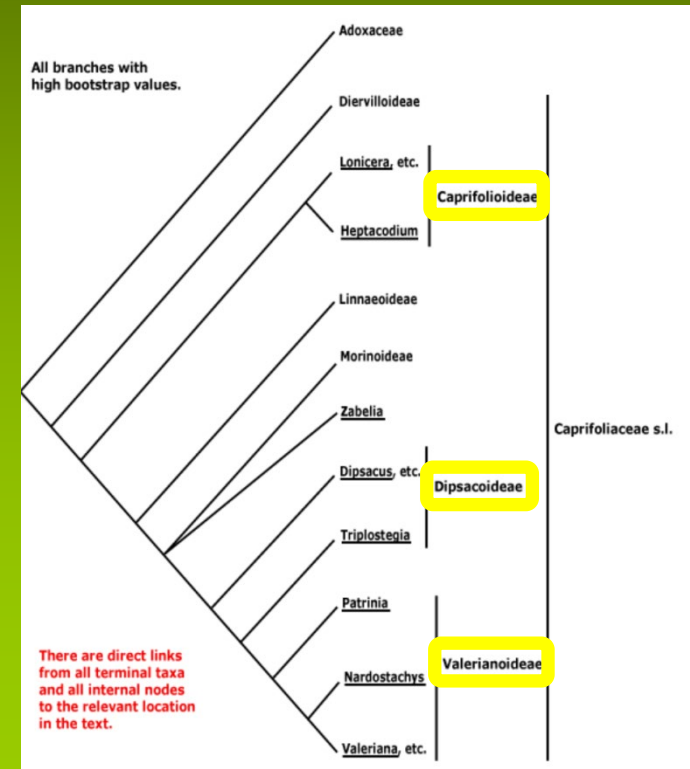 Adoxaceae
All branches with
high bootstrap values.
Diervilloideae
Lonicera, etc.
Caprifolioideae
Heptacodium
Linnaeoideae
Morinoideae
Zabelia
Caprifoliaceae s.l.
Dipsacus, etc.
Dipsacoideae
Triplostegia
Patrinia
There are direct links
from all terminal taxa
and all internal nodes
to the relevant location
in the text.
Valerianoideae
Nardostachys
Valeriana, etc.